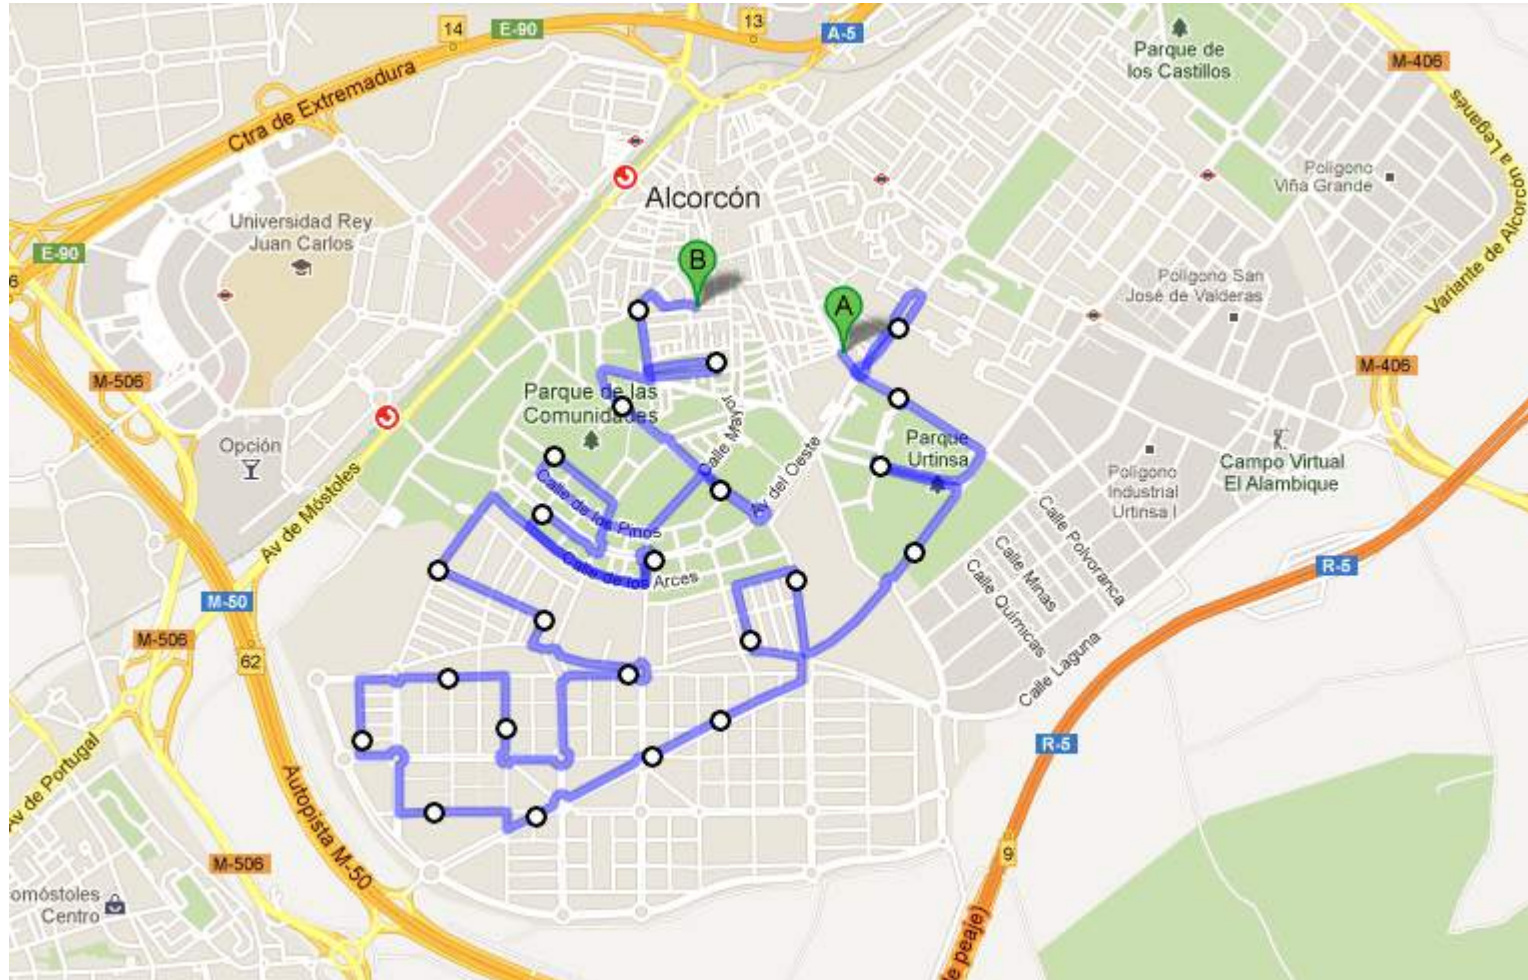 14
E-90
13
A-5
Parque de
los Castillos
M-406
Ctra de Extremadura
Variante de Alcorcón a Leganés
Polígono
Viña Grande
Alcorcón
Universidad Rey
Juan Carlos
E-90
6
B
A
Polígono San
José de Valderas
M-506
M-406
Parque de las
Comunidades
Calle Mayor
Opción
Av de Móstoles
Av del Oeste
Parque
Urtinsa
Polígono
Industrial
Urtinsa I
Campo Virtual
El Alambique
Calle de los Pinos
Calle de los Arces
Calle Polvoranca
Calle Minas
Calle Químicas
Calle Laguna
R-5
M-50
M-506
62
R-5
Av de Portugal
Autopista M-50
M-506
9
omóstoles
Centro
de peaje)